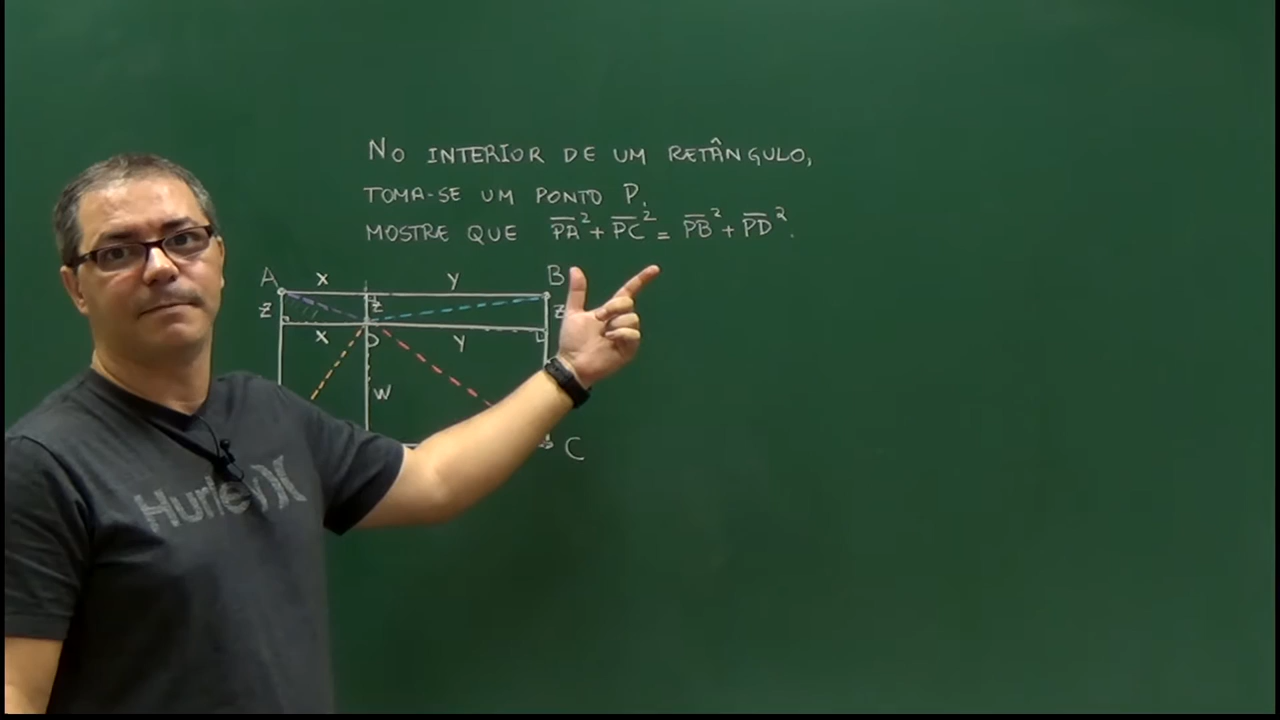 NO INTERIOR DE UM RETÂNGULO,
TOMA-SE UM PONTO P.
MOSTRE QUE PA² + PC² = PB² + PD².
A x y B
z z z
x P y
w
C
Hurley)(